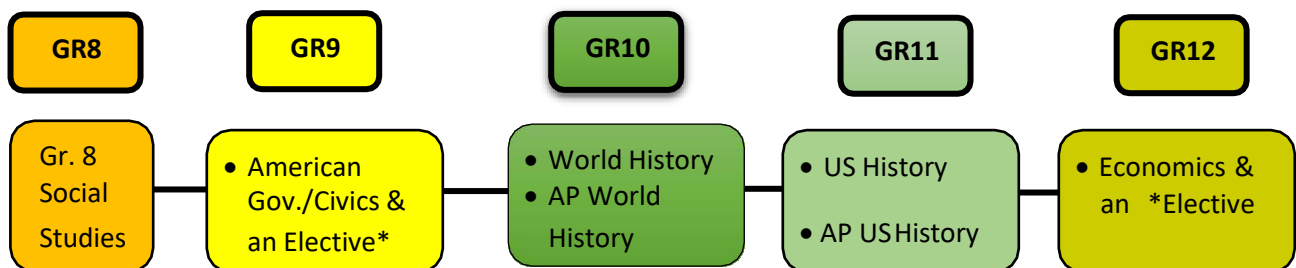 GR8
GR9
GR10
GR11
GR12
Gr. 8
Social
Studies
• American
Gov./Civics &
an Elective*
• World History
• AP World
History
• US History
• AP US History
• Economics &
an *Elective